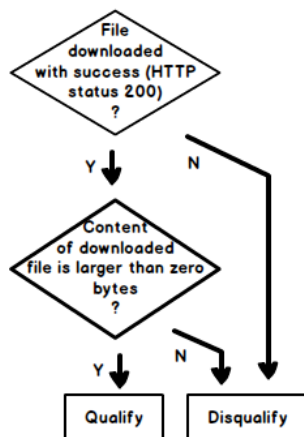 File
downloaded
with success (HTTP
status 200)
?
Y
N
Content
of downloaded
file is larger than zero
bytes
?
Y
N
Qualify
Disqualify